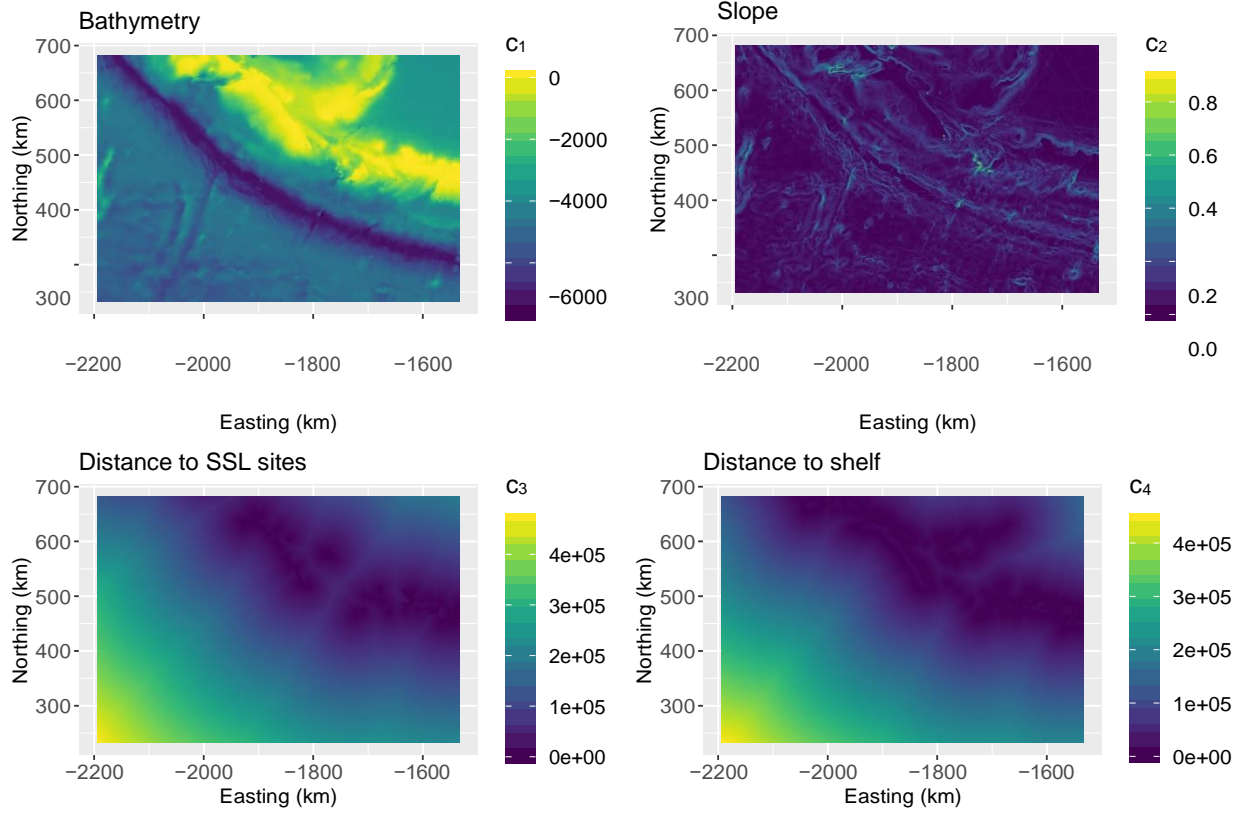 Bathymetry
c1
700
600
500
400
300
Northing (km)
0
−2000
−4000
−6000
−2200 −2000 −1800 −1600
Easting (km)
Slope
c2
700
600
500
400
300
Northing (km)
0.8
0.6
0.4
0.2
0.0
−2200 −2000 −1800 −1600
Easting (km)
Distance to SSL sites
c3
700
600
500
400
300
Northing (km)
4e+05
3e+05
2e+05
1e+05
0e+00
−2200 −2000 −1800 −1600
Easting (km)
Distance to shelf
c4
700
600
500
400
300
Northing (km)
4e+05
3e+05
2e+05
1e+05
0e+00
−2200 −2000 −1800 −1600
Easting (km)